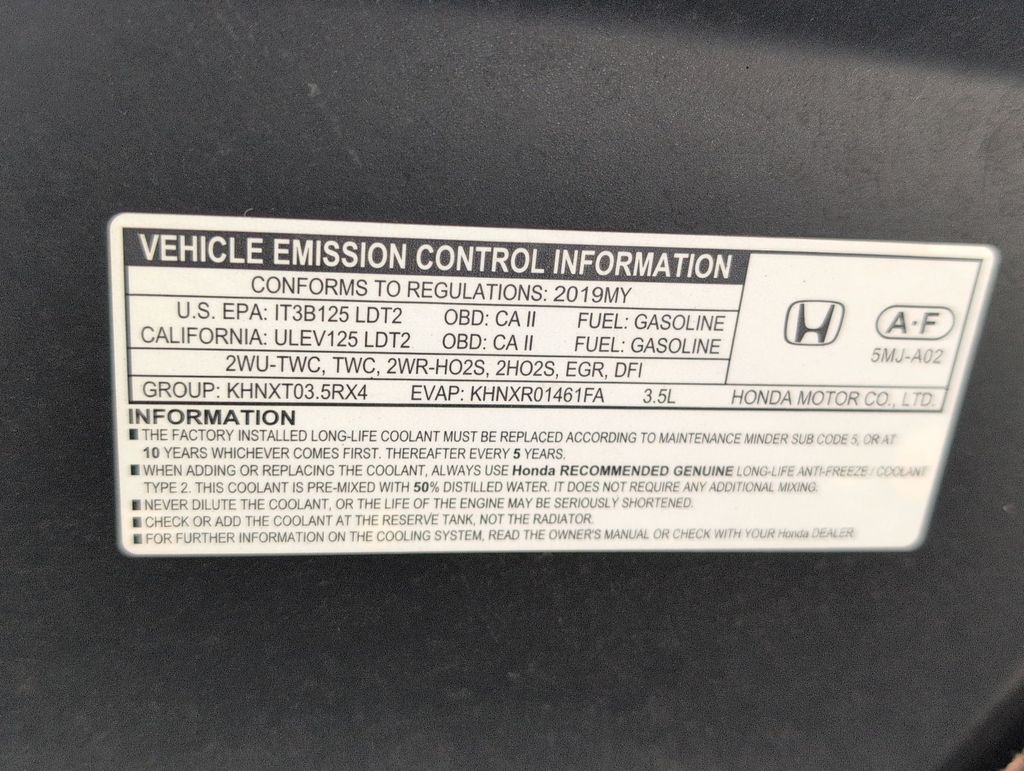 VEHICLE EMISSION CONTROL INFORMATION
CONFORMS TO REGULATIONS: 2019MY
U.S. EPA: IT3B125 LDT2 OBD: CA II FUEL: GASOLINE
CALIFORNIA: ULEV125 LDT2 OBD: CA II FUEL: GASOLINE
A·F
5MJ-A02
2WU-TWC, TWC, 2WR-HO2S, 2HO2S, EGR, DFI
GROUP: KHNXT03.5RX4 EVAP: KHNXR01461FA 3.5L HONDA MOTOR CO., LTD.
INFORMATION
■ THE FACTORY INSTALLED LONG-LIFE COOLANT MUST BE REPLACED ACCORDING TO MAINTENANCE MINDER SUB CODE 5, OR AT
10 YEARS WHICHEVER COMES FIRST. THEREAFTER EVERY 5 YEARS.
■ WHEN ADDING OR REPLACING THE COOLANT, ALWAYS USE Honda RECOMMENDED GENUINE LONG-LIFE ANTI-FREEZE / COOLANT
TYPE 2. THIS COOLANT IS PRE-MIXED WITH 50% DISTILLED WATER. IT DOES NOT REQUIRE ANY ADDITIONAL MIXING.
■ NEVER DILUTE THE COOLANT, OR THE LIFE OF THE ENGINE MAY BE SERIOUSLY SHORTENED.
■ CHECK OR ADD THE COOLANT AT THE RESERVE TANK, NOT THE RADIATOR.
■ FOR FURTHER INFORMATION ON THE COOLING SYSTEM, READ THE OWNER'S MANUAL OR CHECK WITH YOUR Honda DEALER.